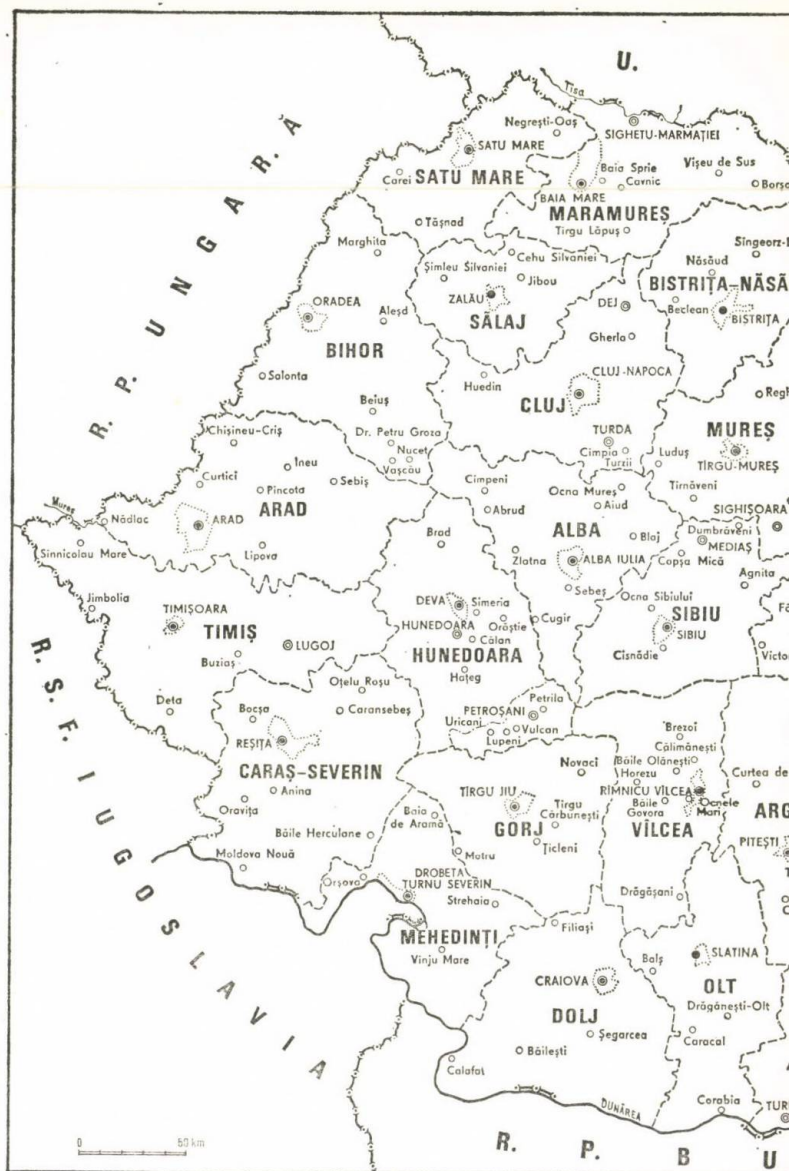 U.
Tisa
R. P. UNGARĂ
Negrești-Oaș
SIGHETU-MARMAȚIEI
SATU MARE
Carei
SATU MARE
Baia Sprie
Vișeu de Sus
Cavnic
Borșa
BAIA MARE
MARAMUREȘ
Tîrgu Lăpuș
Tășnad
Marghita
Cehu Silvaniei
Șimleu Silvaniei
Jibou
Năsăud
BISTRIȚA-NĂSĂ
ZALĂU
SĂLAJ
DEJ
Beclean
BISTRIȚA
ORADEA
Aleșd
BIHOR
Gherla
Salonta
Huedin
CLUJ-NAPOCA
CLUJ
Beiuș
Regh
MUREȘ
TÎRGU-MUREȘ
Chișineu-Criș
Dr. Petru Groza
Nucet
Vașcău
TURDA
Cîmpia
Turzii
Luduș
Ineu
Curtici
Pîncota
Sebiș
Cîmpeni
Ocna Mureș
Tîrnăveni
Mureș
Nădlac
ARAD
ARAD
Abrud
Aiud
SIGHIȘOARA
Sînnicolau Mare
Lipova
Brad
ALBA
Blaj
Dumbrăveni
MEDIAȘ
Zlatna
ALBA IULIA
Copșa Mică
Agnita
Jimbolia
TIMIȘOARA
TIMIȘ
LUGOJ
Buziaș
Deta
DEVA
Simeria
HUNEDOARA
Orăștie
Călan
Cugir
Sebeș
Ocna Sibiului
SIBIU
SIBIU
HUNEDOARA
Hațeg
Cisnădie
Victor
R. S. F. IUGOSLAVIA
Oțelu Roșu
Bocșa
Caransebeș
REȘIȚA
CARAȘ-SEVERIN
Anina
Oravița
Petrila
PETROȘANI
Uricani
Lupeni
Vulcan
Brezoi
Călimănești
Băile Olănești
Novaci
Horezu
RÎMNICU VÎLCEA
Băile
Govora
Ocnele
Mari
VÎLCEA
Curtea de
ARG
PITEȘTI
TÎRGU JIU
GORJ
Tîrgu
Cărbunești
Țicleni
Baia
de Aramă
Motru
Băile Herculane
Moldova Nouă
Orșova
DROBETA
TURNU SEVERIN
Strehaia
Drăgășani
MEHEDINȚI
Vînju Mare
Filiași
Balș
SLATINA
OLT
CRAIOVA
DOLJ
Drăgănești-Olt
Segarcea
Caracal
Calafat
Băilești
DUNĂREA
Corabia
TUR
0 50 km
R. P. B U